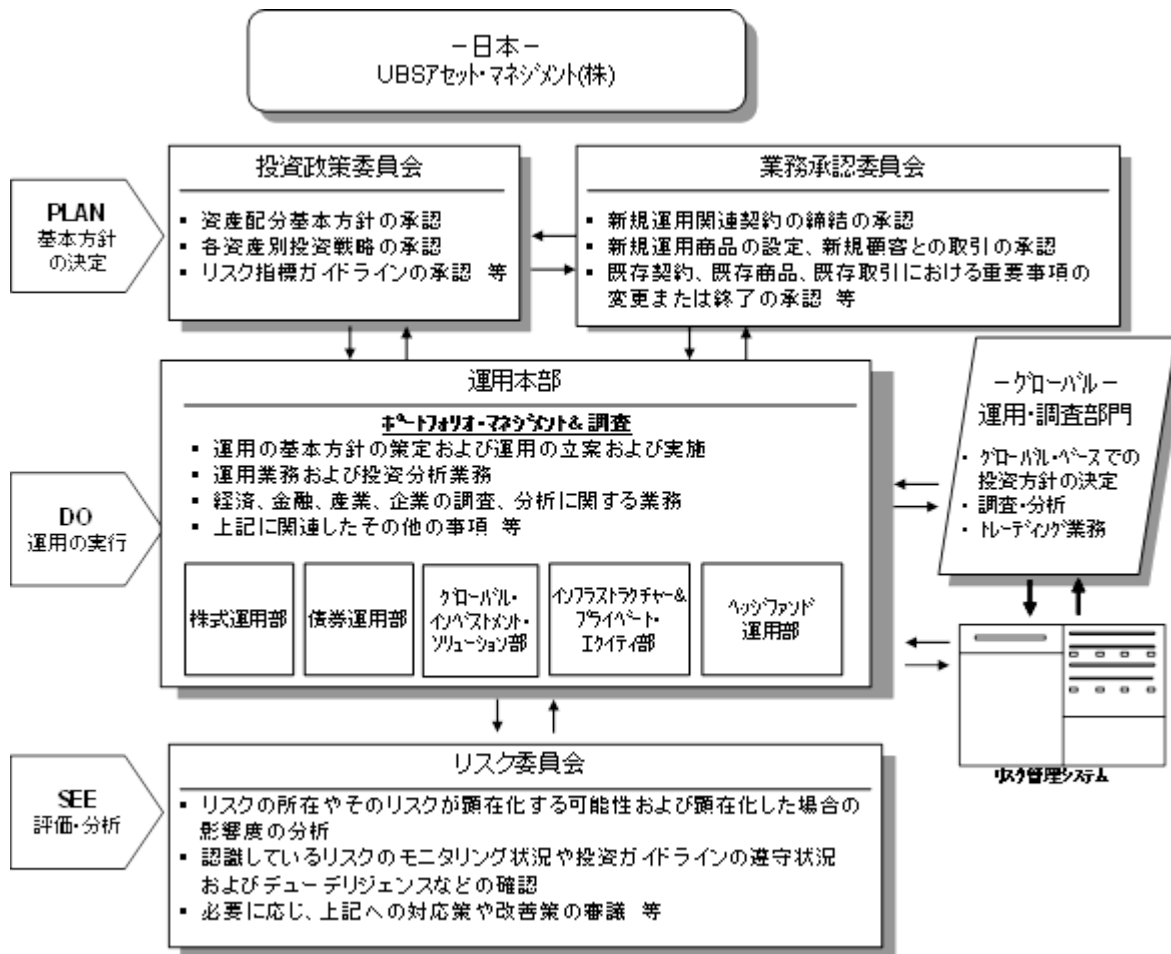 －日本－
UBSアセット・マネジメント(株)
投資政策委員会
▪ 資産配分基本方針の承認
▪ 各資産別投資戦略の承認
▪ リスク指標ガイドラインの承認 等
業務承認委員会
▪ 新規運用関連契約の締結の承認
▪ 新規運用商品の設定、新規顧客との取引の承認
▪ 既存契約、既存商品、既存取引における重要事項の
変更または終了の承認 等
PLAN
基本方針
の決定
運用本部
ポートフォリオ・マネジメント& 調査
▪ 運用の基本方針の策定および運用の立案および実施
▪ 運用業務および投資分析業務
▪ 経済、金融、産業、企業の調査、分析に関する業務
▪ 上記に関連したその他の事項 等
株式運用部
債券運用部
グローバル・
インベストメント・
ソリューション部
インフラストラクチャー&
プライベート・
エクイティ部
ヘッジファンド
運用部
DO
運用の実行
－グローバル－
運用・調査部門
・ グローバル・ベースでの
投資方針の決定
・ 調査・分析
・ トレーディング業務
リスク管理システム
リスク委員会
▪ リスクの所在やそのリスクが顕在化する可能性および顕在化した場合の
影響度の分析
▪ 認識しているリスクのモニタリング状況や投資ガイドラインの遵守状況
およびデューデリジェンスなどの確認
▪ 必要に応じ、上記への対応策や改善策の審議 等
SEE
評価・分析